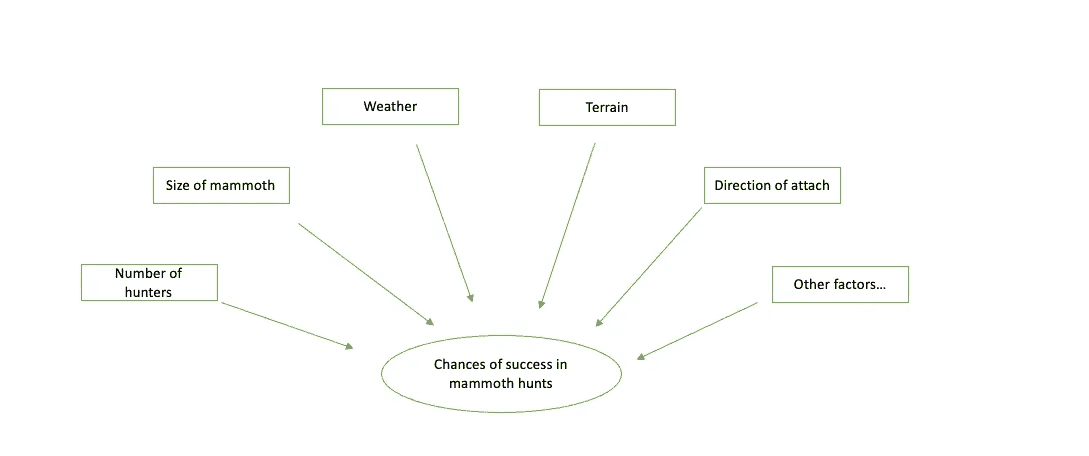 Weather
Terrain
Size of mammoth
Direction of attach
Number of
hunters
Other factors...
Chances of success in
mammoth hunts